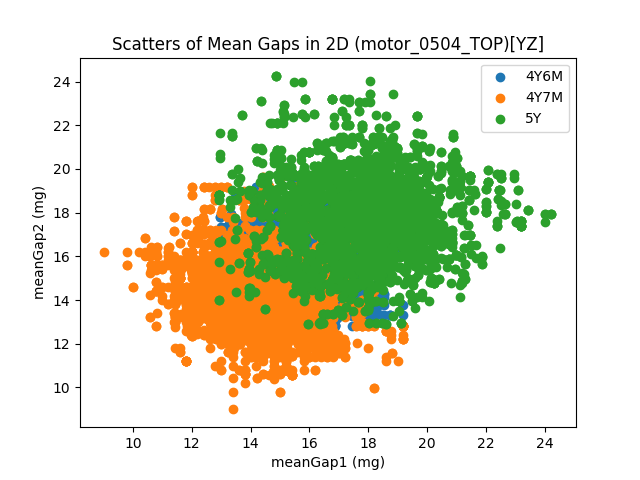 Scatters of Mean Gaps in 2D (motor_0504_TOP)[YZ]
4Y6M
4Y7M
5Y
24
22
20
18
16
14
12
10
meanGap2 (mg)
10 12 14 16 18 20 22 24
meanGap1 (mg)